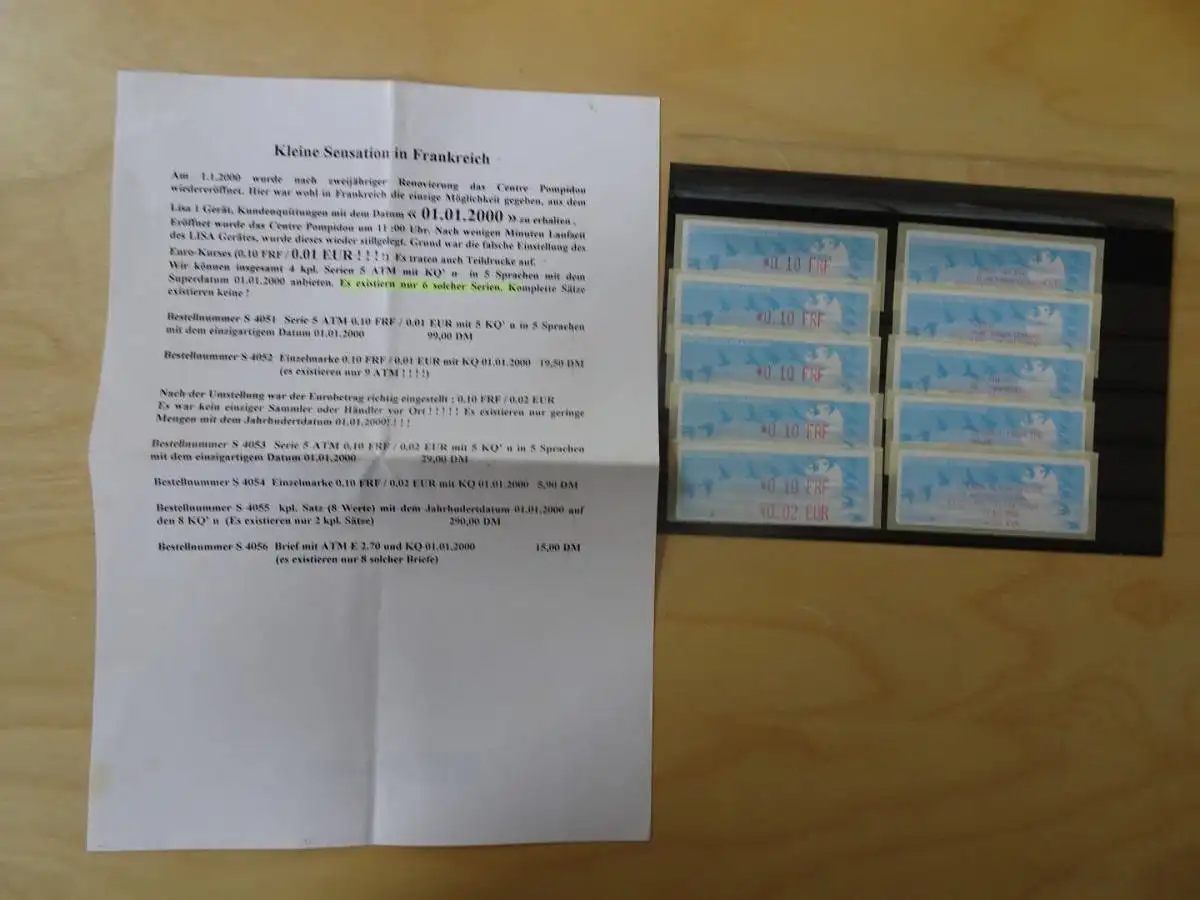 Kleine Sensation in Frankreich
Am 1.1.2000 wurde nach zweijähriger Renovierung das Centre Pompidou
wiedereröffnet. Hier war wohl in Frankreich die einzige Möglichkeit gegeben, aus dem
Lisa 1 Gerät, Kundenquittungen mit dem Datum « 01.01.2000 » zu erhalten .
Eröffnet wurde das Centre Pompidou um 11 :00 Uhr. Nach wenigen Minuten Laufzeit
des LISA Gerätes, wurde dieses wieder stillgelegt. Grund war die falsche Einstellung des
Euro-Kurses (0.10 FRF / 0.01 EUR ! ! ! !) Es traten auch Teildrucke auf.
Wir können insgesamt 4 kpl. Serien 5 ATM mit KQ' n in 5 Sprachen mit dem
Superdatum 01.01.2000 anbieten. Es existiern nur 6 solcher Serien. Komplette Sätze
existieren keine !
Bestellnummer S 4051 Serie 5 ATM 0.10 FRF / 0.01 EUR mit 5 KQ' n in 5 Sprachen
mit dem einzigartigem Datum 01.01.2000 99,00 DM
Bestellnummer S 4052 Einzelmarke 0.10 FRF / 0.01 EUR mit KQ 01.01.2000 19,50 DM
(es existieren nur 9 ATM ! ! ! !)
Nach der Umstellung war der Eurobetrag richtig eingestellt : 0.10 FRF / 0.02 EUR
Es war kein einziger Sammler oder Händler vor Ort ! ! ! ! ! Es existieren nur geringe
Mengen mit dem Jahrhundertdatum 01.01.2000! ! ! !
Bestellnummer S 4053 Serie 5 ATM 0.10 FRF / 0.02 EUR mit 5 KQ' n in 5 Sprachen
mit dem einzigartigem Datum 01.01.2000 29,00 DM
Bestellnummer S 4054 Einzelmarke 0.10 FRF / 0.02 EUR mit KQ 01.01.2000 5,90 DM
Bestellnummer S 4055 kpl. Satz (8 Werte) mit dem Jahrhundertdatum 01.01.2000 auf
den 8 KQ' n (Es existieren nur 2 kpl. Sätze) 290,00 DM
Bestellnummer S 4056 Brief mit ATM E 2.70 und KQ 01.01.2000 15,00 DM
(es existieren nur 8 solcher Briefe)
*0.10 FRF
*0.10 FRF
*0.10 FRF
*0.10 FRF
*0.10 FRF
*0.02 EUR